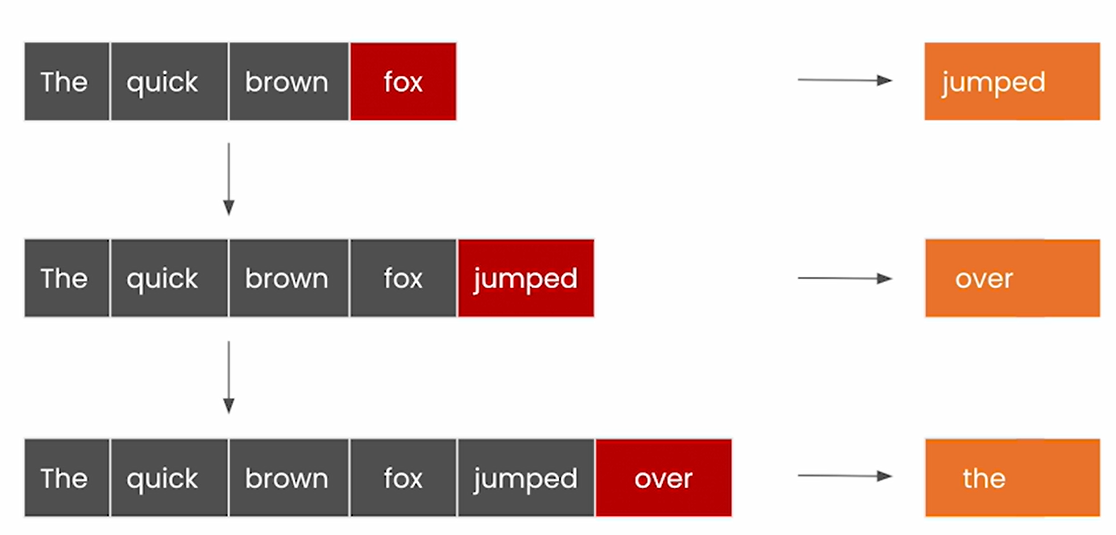 The quick brown fox jumped
The quick brown fox jumped over
The quick brown fox jumped over the